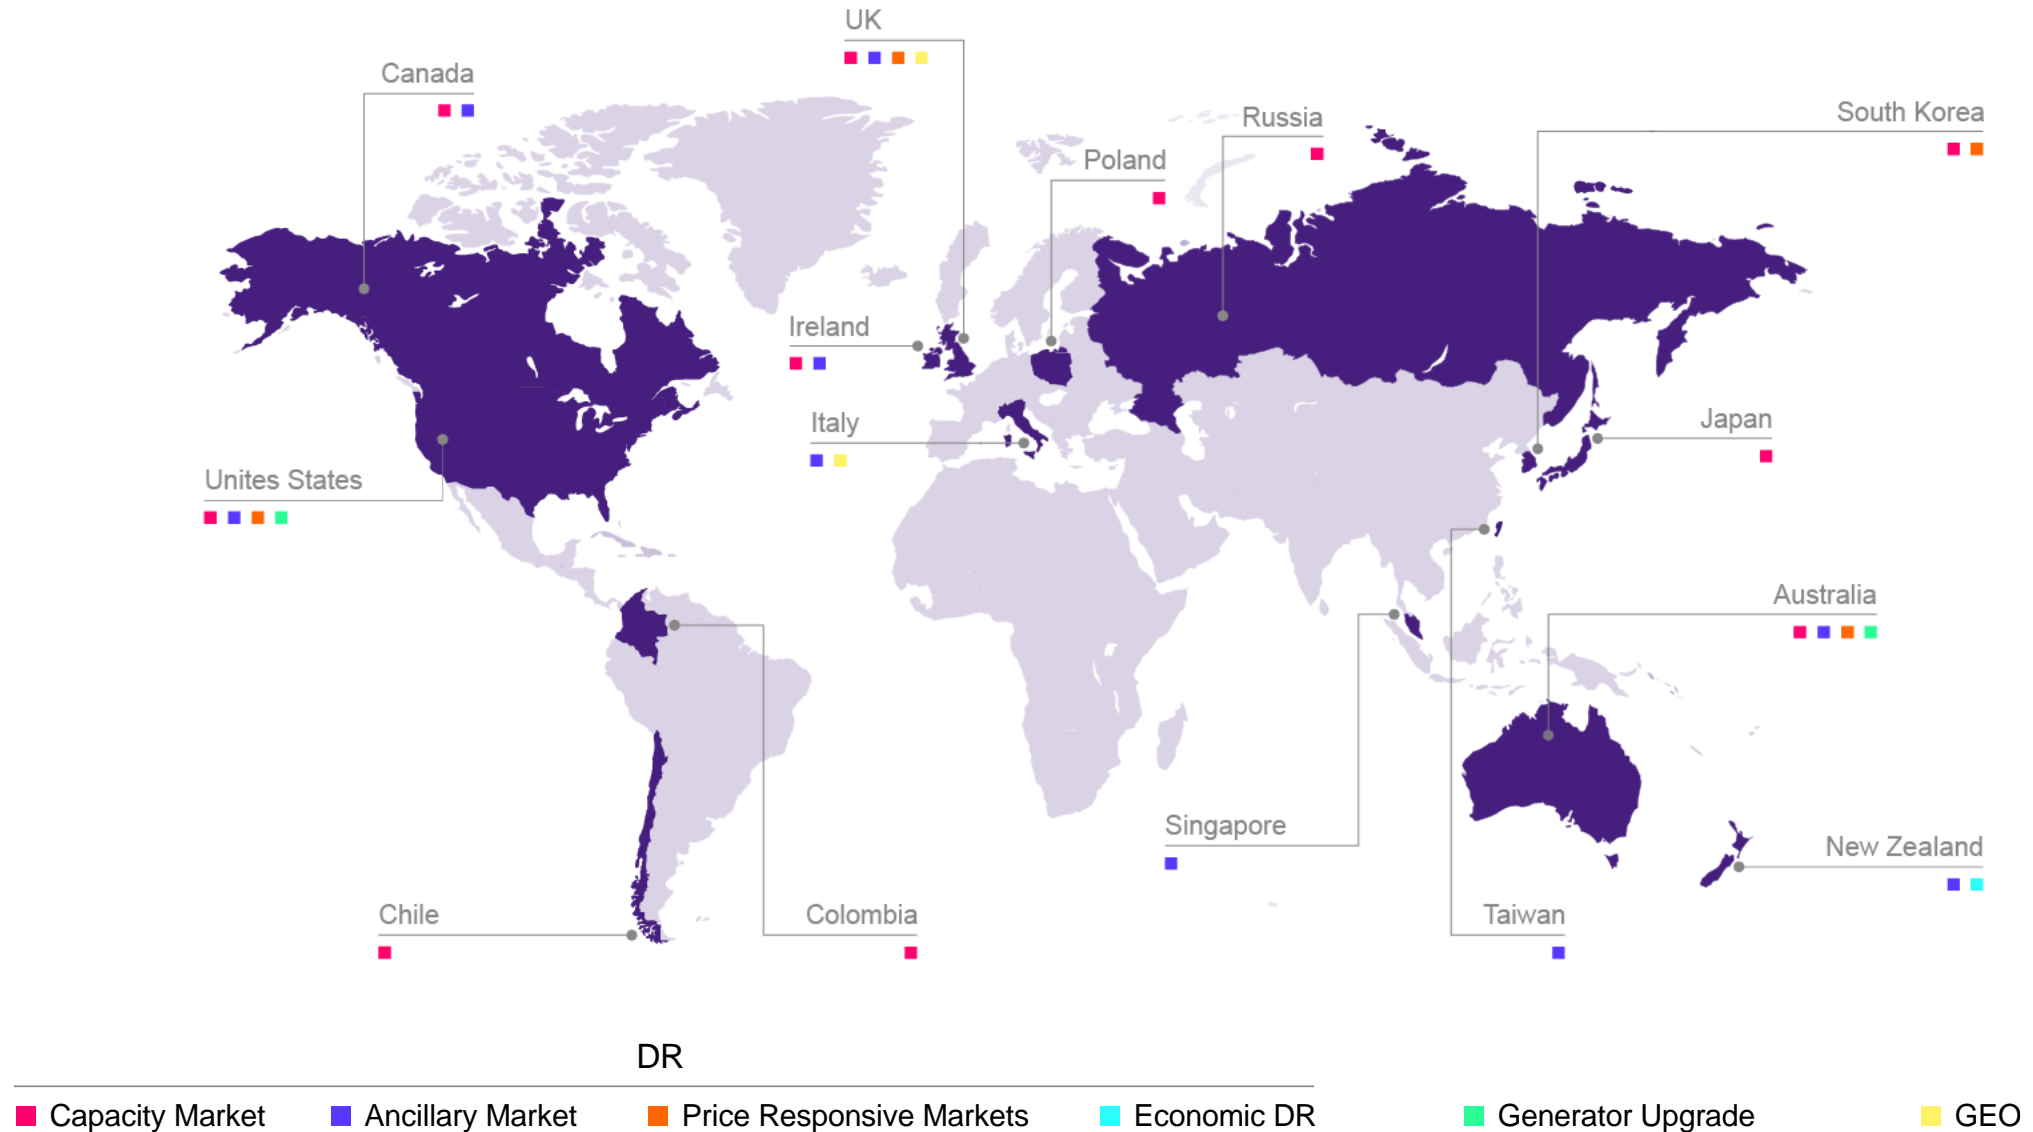 UK
Canada
Russia
South Korea
Poland
Ireland
Italy
Japan
Unites States
Australia
Singapore
New Zealand
Chile
Colombia
Taiwan
DR
Capacity Market
Ancillary Market
Price Responsive Markets
Economic DR
Generator Upgrade
GEO